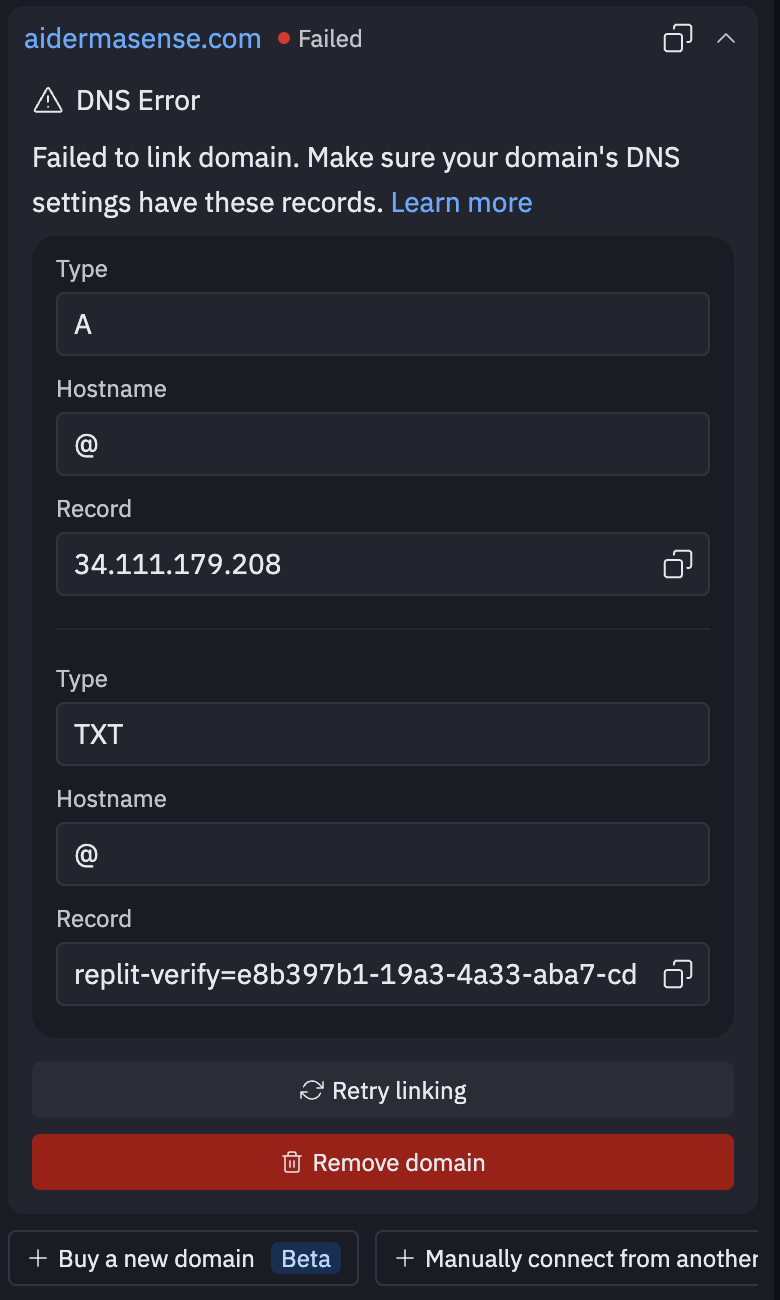 aidermasense.com Failed
DNS Error
Failed to link domain. Make sure your domain's DNS
settings have these records. Learn more
Type
A
Hostname
@
Record
34.111.179.208
Type
TXT
Hostname
@
Record
replit-verify=e8b397b1-19a3-4a33-aba7-cd
Retry linking
Remove domain
+ Buy a new domain Beta
+ Manually connect from another